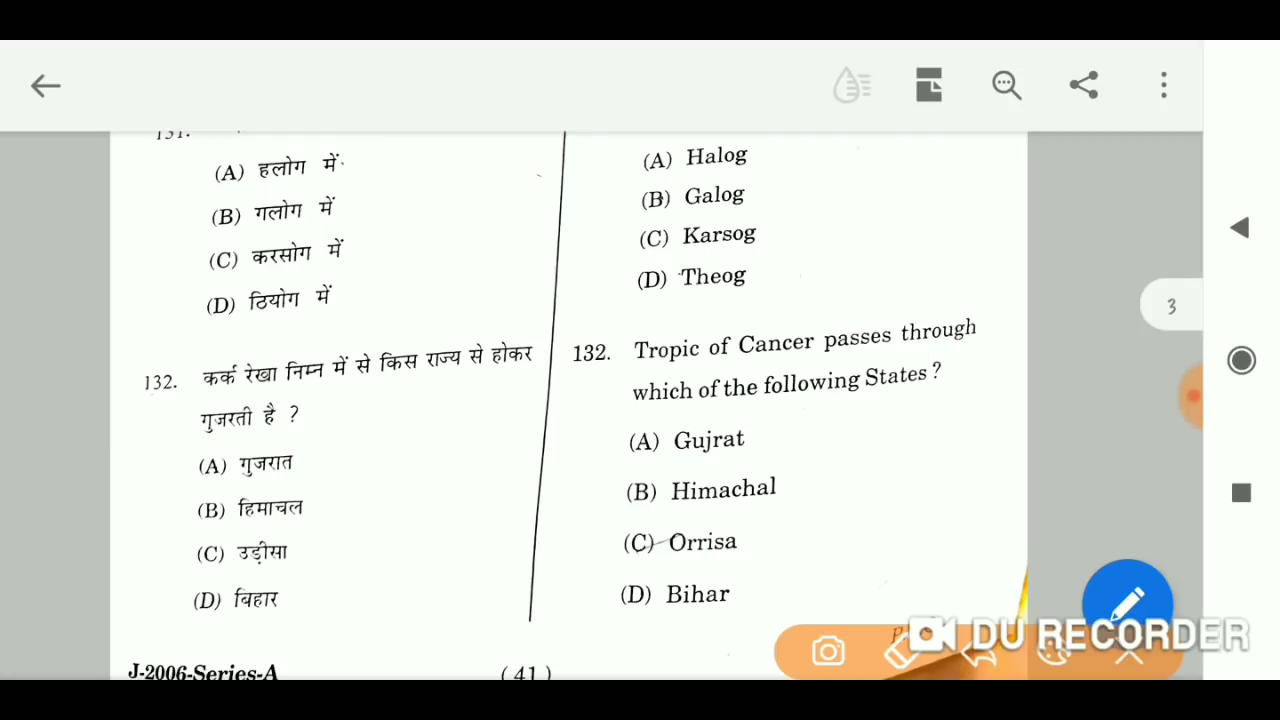 131.
(A) हलोग में
(B) गलोग में
(C) करसोग में
(D) ठियोग में
132. कर्क रेखा निम्न में से किस राज्य से होकर
गुजरती है ?
(A) गुजरात
(B) हिमाचल
(C) उड़ीसा
(D) बिहार
J-2006-Series-A
(A) Halog
(B) Galog
(C) Karsog
(D) Theog
132. Tropic of Cancer passes through
which of the following States ?
(A) Gujrat
(B) Himachal
(C) Orrisa
(D) Bihar
(41)
3
DU RECORDER